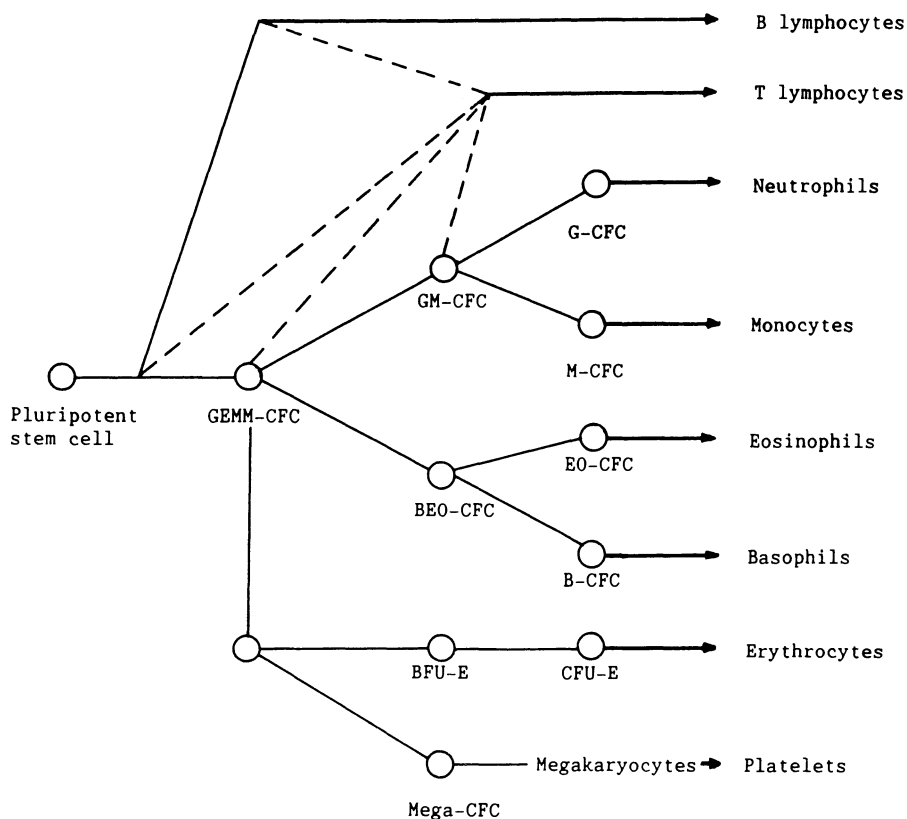 B lymphocytes
T lymphocytes
Neutrophils
G-CFC
GM-CFC
Monocytes
M-CFC
Pluripotent
stem cell
GEMM-CFC
Eosinophils
EO-CFC
BEO-CFC
Basophils
B-CFC
Erythrocytes
BFU-E
CFU-E
Megakaryocytes
Platelets
Mega-CFC